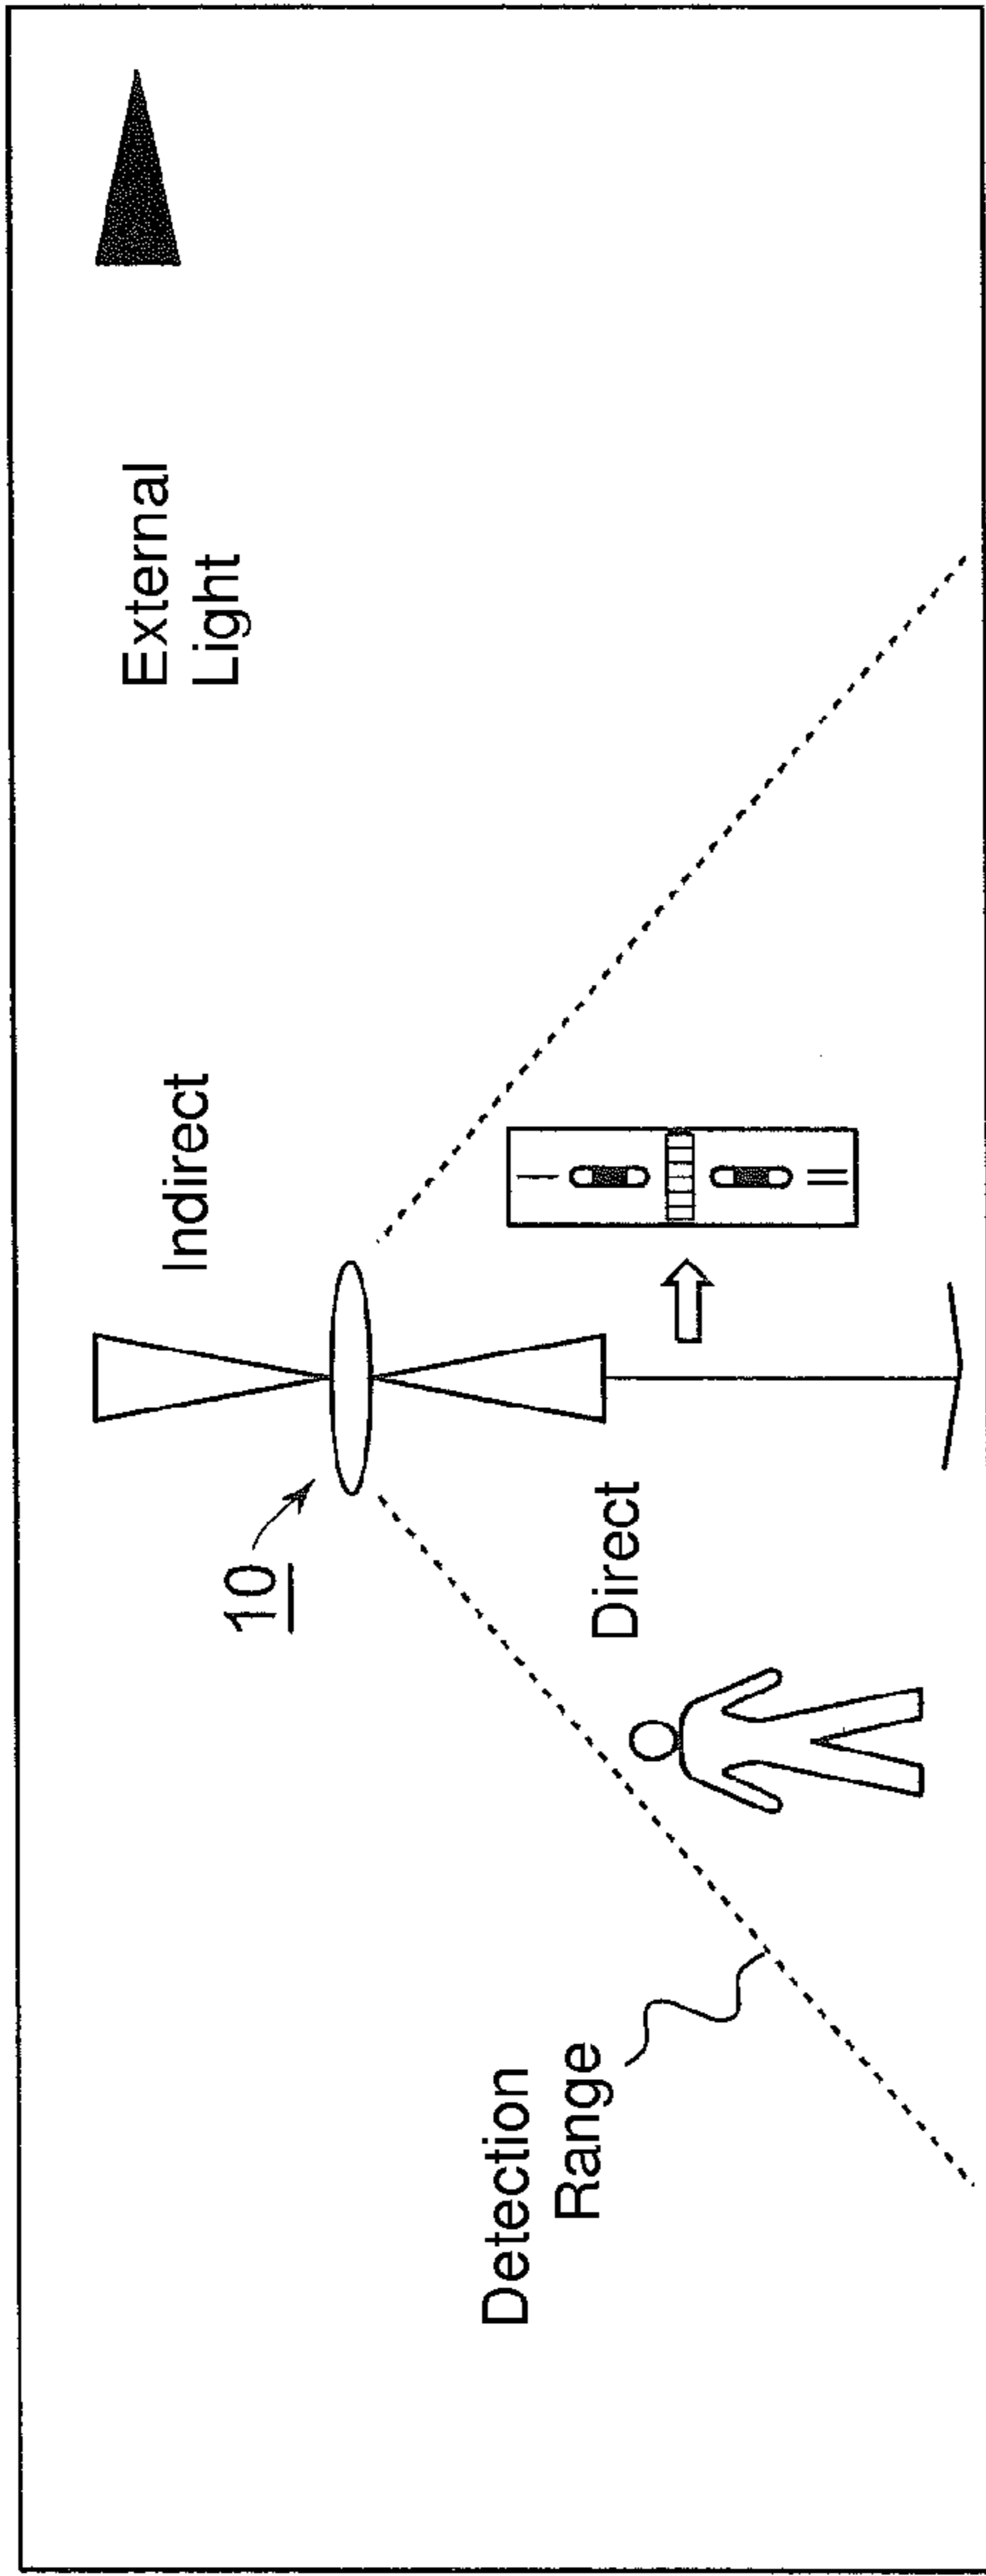 External
Light
Indirect
10
Detection
Range
Direct
I
II